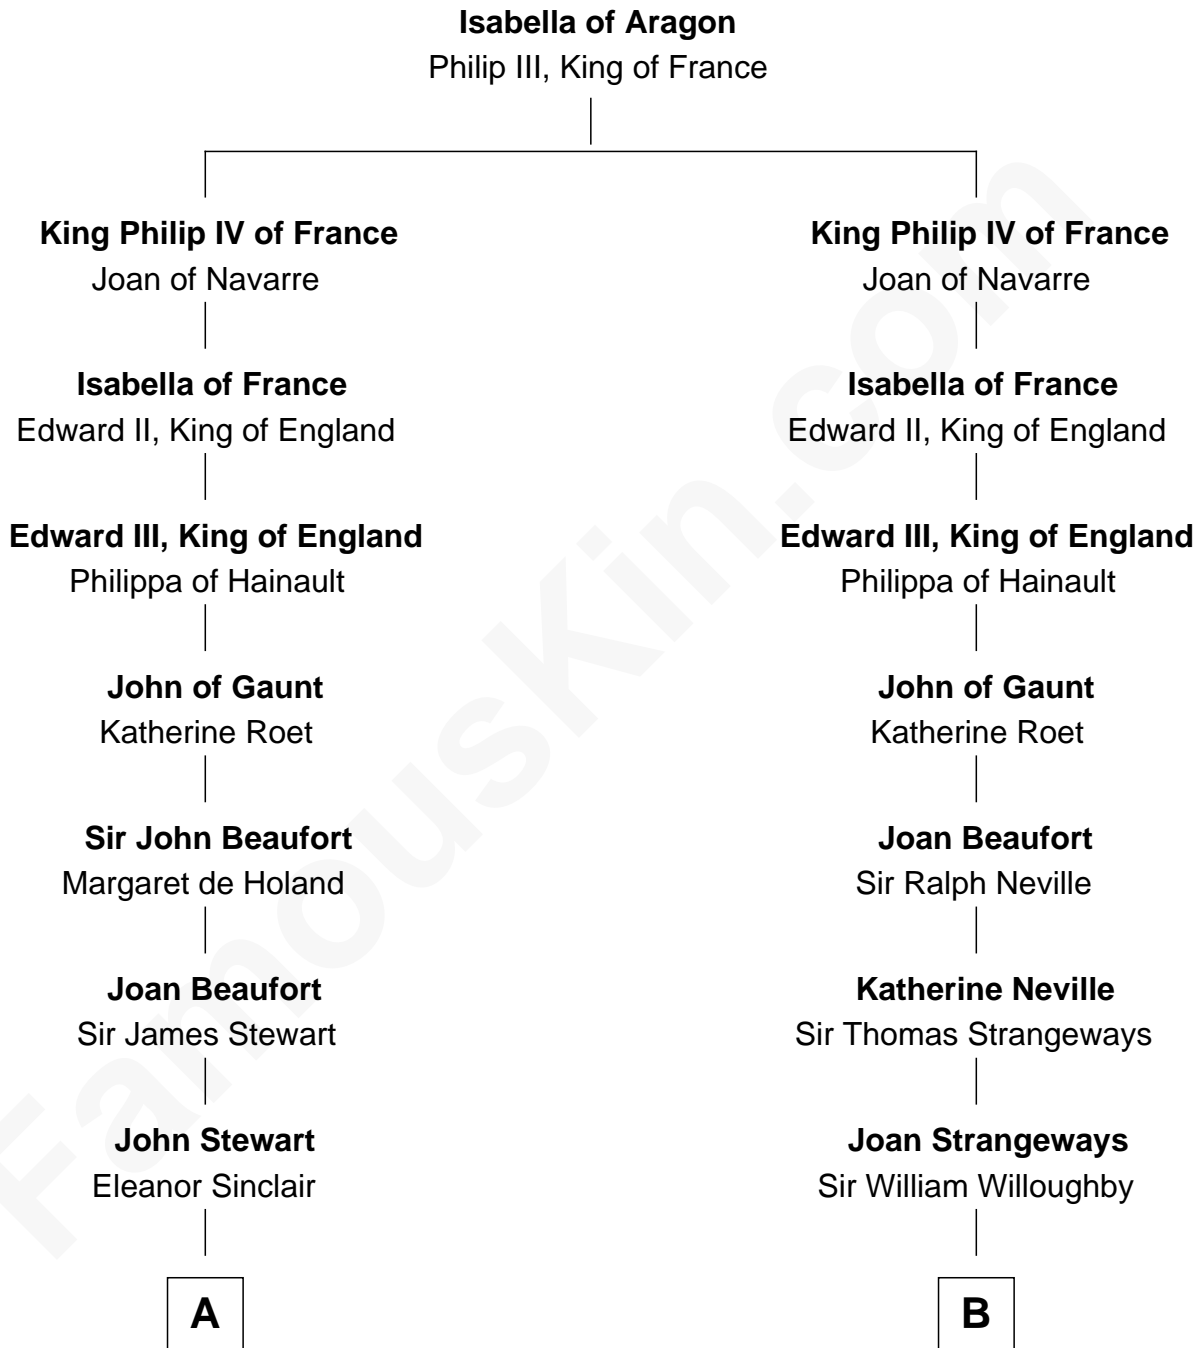 Isabella of Aragon
Philip III, King of France
King Philip IV of France
Joan of Navarre
Isabella of France
Edward II, King of England
Edward III, King of England
Philippa of Hainault
John of Gaunt
Katherine Roet
Sir John Beaufort
Margaret de Holand
Joan Beaufort
Sir James Stewart
John Stewart
Eleanor Sinclair
A
King Philip IV of France
Joan of Navarre
Isabella of France
Edward II, King of England
Edward III, King of England
Philippa of Hainault
John of Gaunt
Katherine Roet
Joan Beaufort
Sir Ralph Neville
Katherine Neville
Sir Thomas Strangeways
Joan Strangeways
Sir William Willoughby
B
FamousKin.com